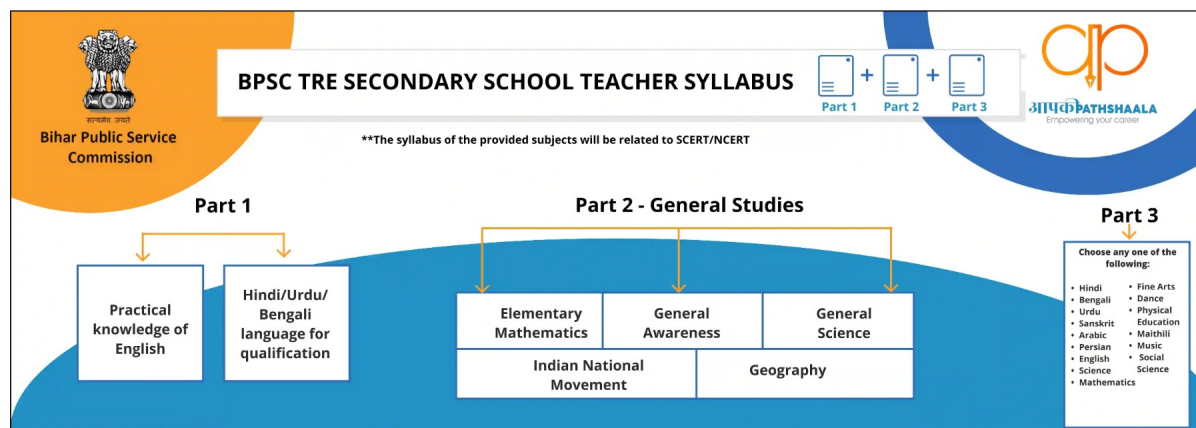 BPSC TRE SECONDARY SCHOOL TEACHER SYLLABUS
Part 1 + Part 2 + Part 3
सत्यमेव जयते
Bihar Public Service
Commission
आपकी PATHSHAALA
Empowering your career
**The syllabus of the provided subjects will be related to SCERT/NCERT
Part 1
Practical
knowledge of
English
Hindi/Urdu/
Bengali
language for
qualification
Part 2 - General Studies
Elementary
Mathematics
General
Awareness
General
Science
Indian National
Movement
Geography
Part 3
Choose any one of the
following:
• Hindi
• Bengali
• Urdu
• Sanskrit
• Arabic
• Persian
• English
• Science
• Mathematics
• Fine Arts
• Dance
• Physical
Education
• Maithili
• Music
• Social
Science